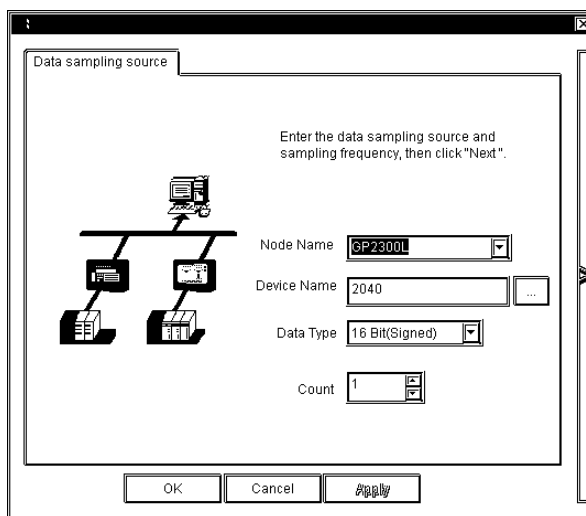 Data sampling source
Enter the data sampling source and
sampling frequency, then click "Next".
Node Name GP2300L
Device Name 2040 ...
Data Type 16 Bit(Signed)
Count 1
OK Cancel Apply